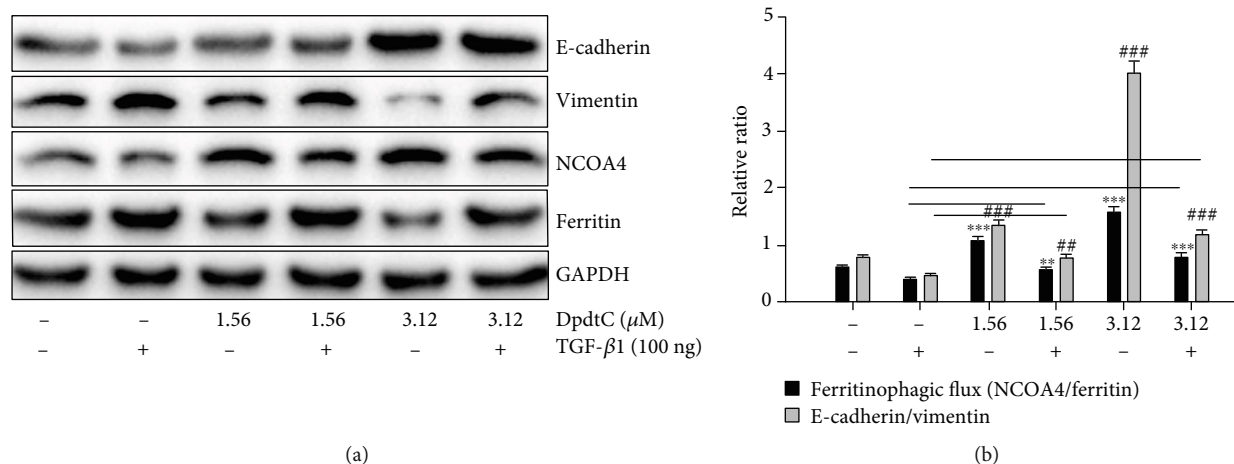 E-cadherin
Vimentin
NCOA4
Ferritin
GAPDH
– – 1.56 1.56 3.12 3.12 DpdtC (μM)
– + – + – + TGF-β1 (100 ng)
(a)
Relative ratio
5
4
3
2
1
0
*** ### ** ## *** ### *** ###
– – 1.56 1.56 3.12 3.12
– + – + – +
Ferritinophagic flux (NCOA4/ferritin)
E-cadherin/vimentin
(b)